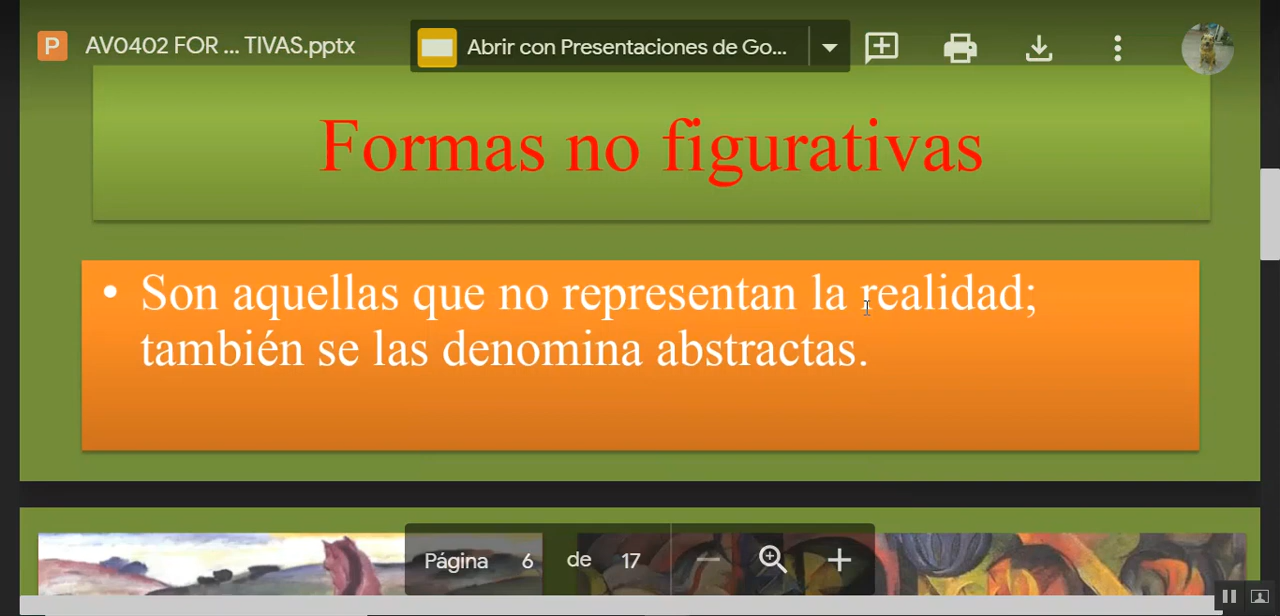 P AV0402 FOR ... TIVAS.pptx
Abrir con Presentaciones de Go...
Formas no figurativas
• Son aquellas que no representan la realidad;
también se las denomina abstractas.
Página 6 de 17